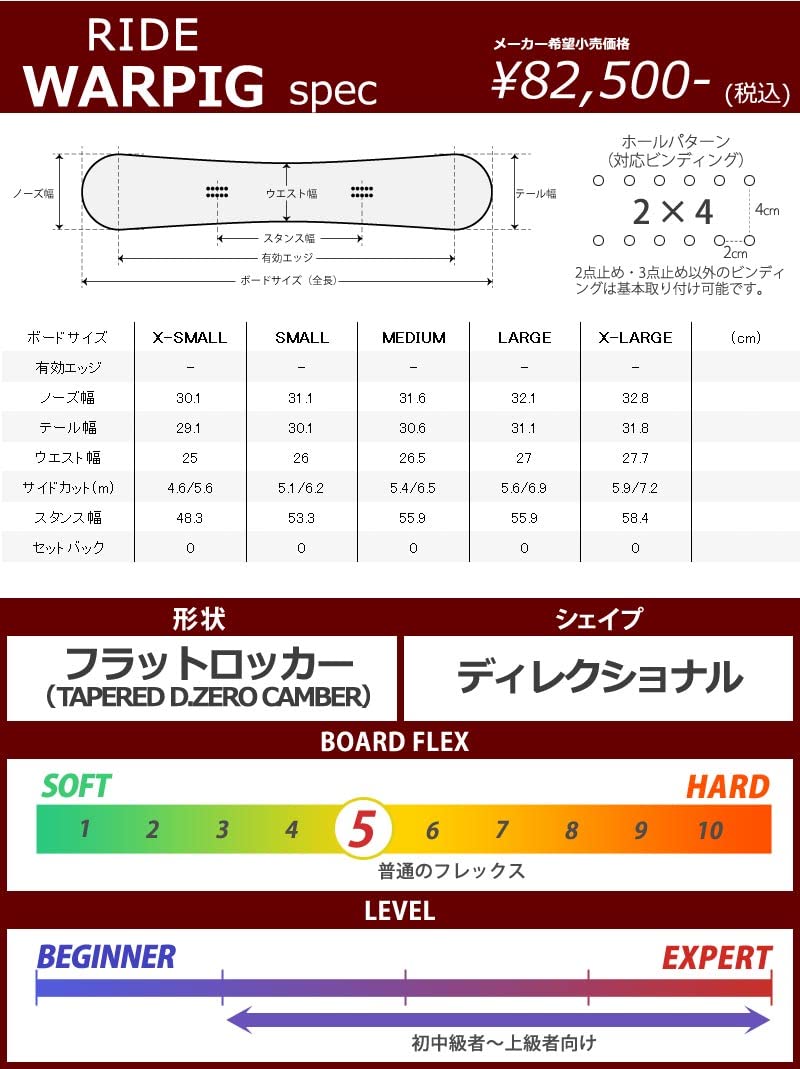 RIDE
WARPIG spec
メーカー希望小売価格
¥82,500-(税込)
ホールパターン
(対応ビンディング)
ノーズ幅
ウエスト幅
テール幅
2×4
4cm
スタンス幅
2cm
有効エッジ
2点止め・3点止め以外のビンディ
ングは基本取り付け可能です。
ボードサイズ (全長)
ボードサイズ X-SMALL SMALL MEDIUM LARGE X-LARGE (cm)
有効エッジ - - - - -
ノーズ幅 30.1 31.1 31.6 32.1 32.8
テール幅 29.1 30.1 30.6 31.1 31.8
ウエスト幅 25 26 26.5 27 27.7
サイドカット(m) 4.6/5.6 5.1/6.2 5.4/6.5 5.6/6.9 5.9/7.2
スタンス幅 48.3 53.3 55.9 55.9 58.4
セットバック 0 0 0 0 0
形状
シェイプ
フラットロッカー
(TAPERED D.ZERO CAMBER)
ディレクショナル
BOARD FLEX
SOFT HARD
1 2 3 4 5 6 7 8 9 10
普通のフレックス
LEVEL
BEGINNER EXPERT
初中級者〜上級者向け